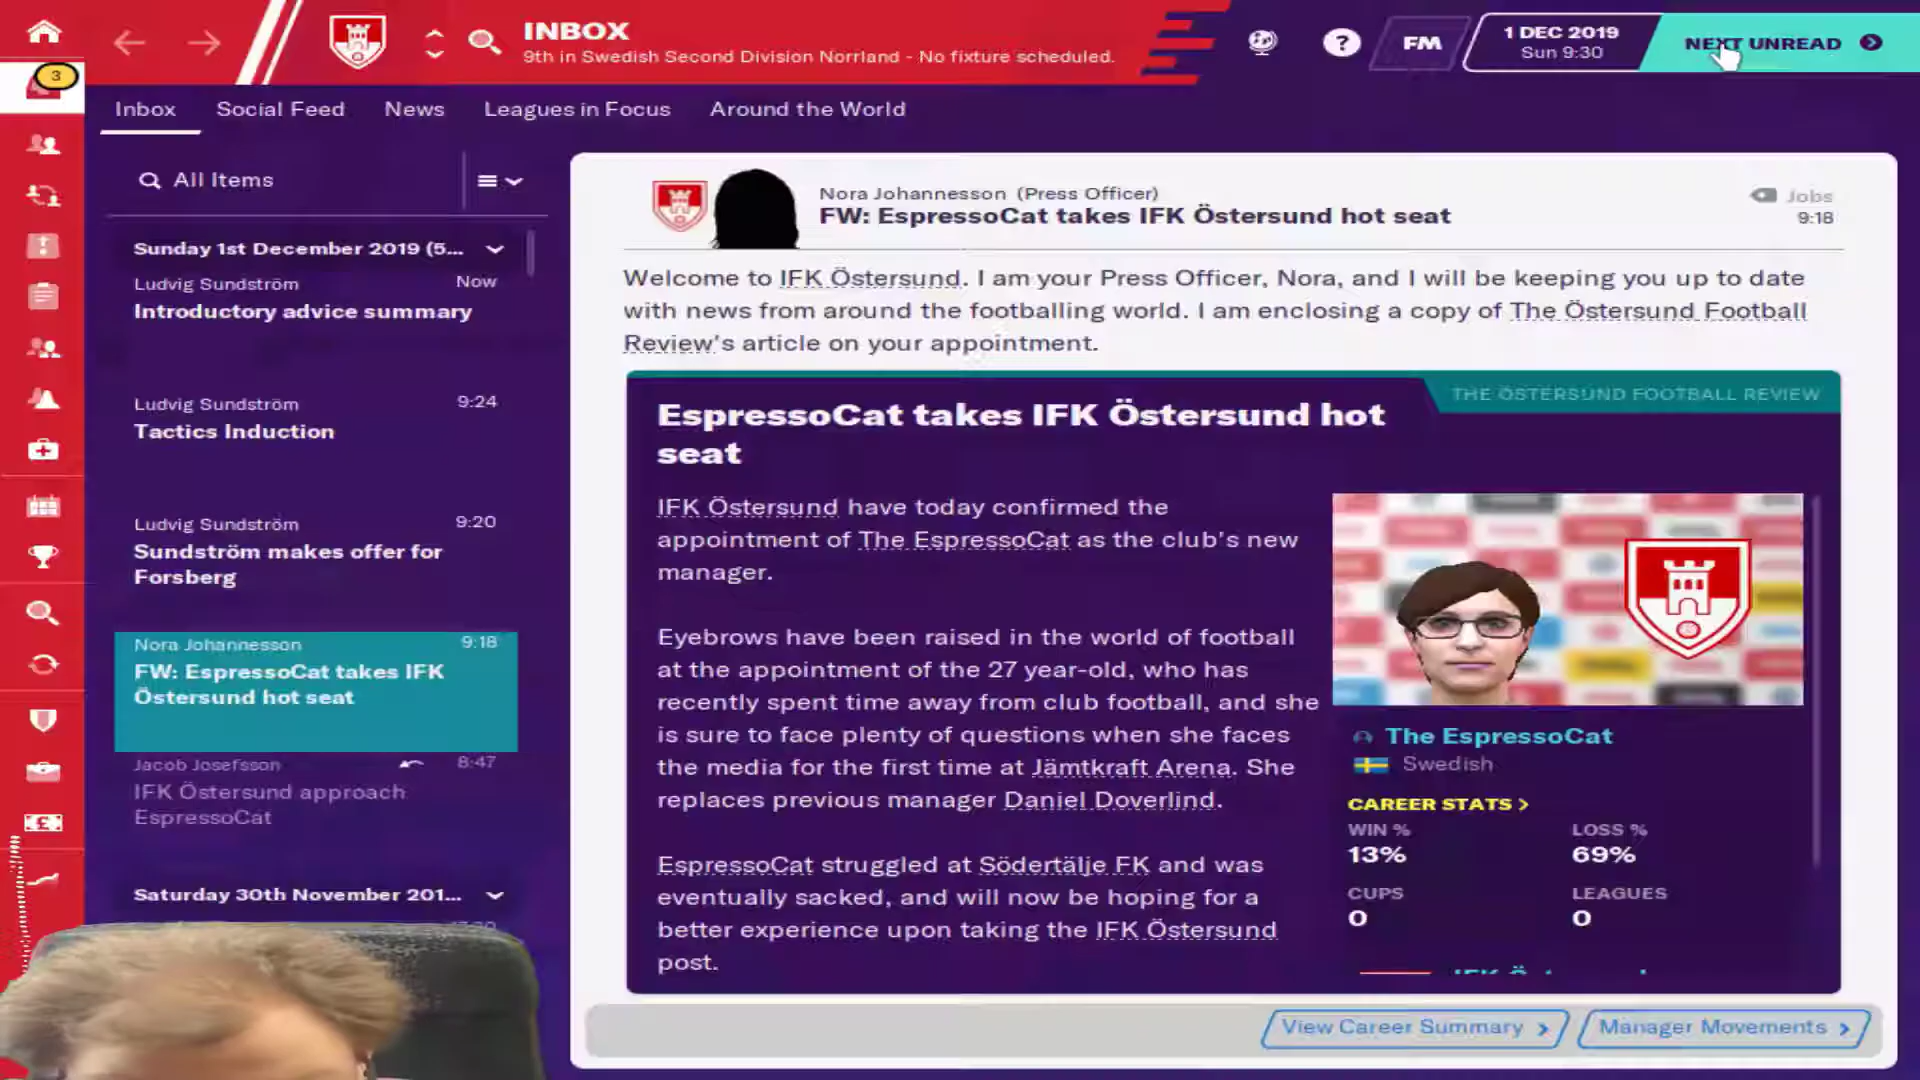 INBOX
9th in Swedish Second Division Norrland - No fixture scheduled.
FM
1 DEC 2019
Sun 9:30
NEXT UNREAD
3
Inbox
Social Feed
News
Leagues in Focus
Around the World
All Items
Sunday 1st December 2019 (5...
Ludvig Sundström
Now
Introductory advice summary
Ludvig Sundström
9:24
Tactics Induction
Ludvig Sundström
9:20
Sundström makes offer for
Forsberg
Nora Johannesson
9:18
FW: EspressoCat takes IFK
Östersund hot seat
Jacob Josefsson
8:47
IFK Östersund approach
EspressoCat
Saturday 30th November 201...
Nora Johannesson (Press Officer)
FW: EspressoCat takes IFK Östersund hot seat
Jobs
9:18
Welcome to IFK Östersund. I am your Press Officer, Nora, and I will be keeping you up to date
with news from around the footballing world. I am enclosing a copy of The Östersund Football
Review's article on your appointment.
THE ÖSTERSUND FOOTBALL REVIEW
EspressoCat takes IFK Östersund hot
seat
IFK Östersund have today confirmed the
appointment of The EspressoCat as the club's new
manager.
Eyebrows have been raised in the world of football
at the appointment of the 27 year-old, who has
recently spent time away from club football, and she
is sure to face plenty of questions when she faces
the media for the first time at Jämtkraft Arena. She
replaces previous manager Daniel Doverlind.
EspressoCat struggled at Södertälje FK and was
eventually sacked, and will now be hoping for a
better experience upon taking the IFK Östersund
post.
The EspressoCat
Swedish
CAREER STATS >
WIN %
LOSS %
13%
69%
CUPS
LEAGUES
0
0
View Career Summary >
Manager Movements >